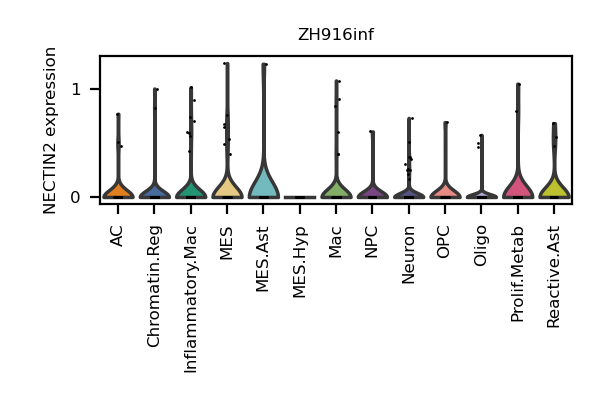 ZH916inf
NECTIN2 expression
1
0
AC
Chromatin.Reg
Inflammatory.Mac
MES
MES.Ast
MES.Hyp
Mac
NPC
Neuron
OPC
Oligo
Prolif.Metab
Reactive.Ast